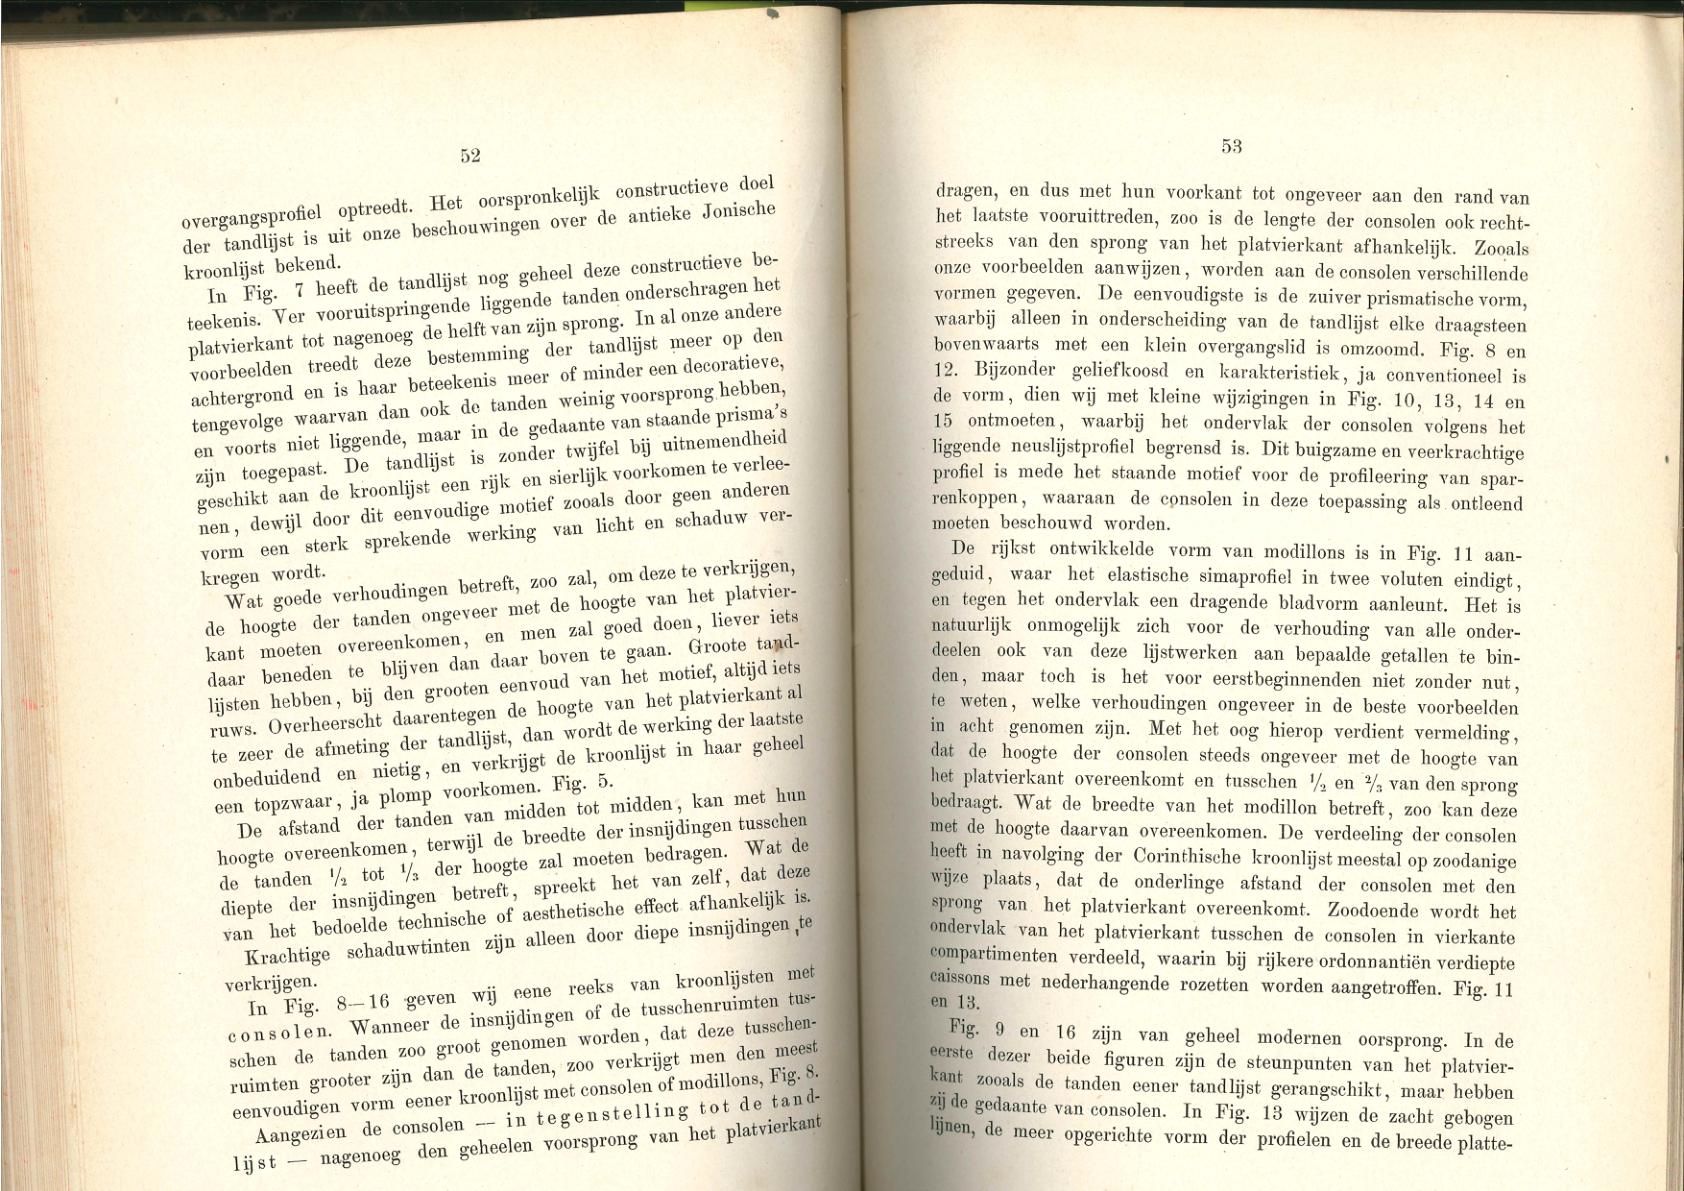 52
overgangsprofiel optreedt. Het oorspronkelijk constructieve doel
der tandlijst is uit onze beschouwingen over de antieke Jonische
kroonlijst bekend.
In Fig. 7 heeft de tandlijst nog geheel deze constructieve be-
teekenis. Ver vooruitspringende liggende tanden onderschragen het
platvierkant tot nagenoeg de helft van zijn sprong. In al onze andere
voorbeelden treedt deze bestemming der tandlijst meer op den
achtergrond en is haar beteekenis meer of minder een decoratieve,
tengevolge waarvan dan ook de tanden weinig voorsprong hebben,
en voorts niet liggende, maar in de gedaante van staande prisma's
zijn toegepast. De tandlijst is zonder twijfel bij uitnemendheid
geschikt aan de kroonlijst een rijk en sierlijk voorkomen te verlee-
nen, dewijl door dit eenvoudige motief zooals door geen anderen
vorm een sterk sprekende werking van licht en schaduw ver-
kregen wordt.
Wat goede verhoudingen betreft, zoo zal, om deze te verkrijgen,
de hoogte der tanden ongeveer met de hoogte van het platvier-
kant moeten overeenkomen, en men zal goed doen, liever iets
daar beneden te blijven dan daar boven te gaan. Groote tand-
lijsten hebben, bij den grooten eenvoud van het motief, altijd iets
ruws. Overheerscht daarentegen de hoogte van het platvierkant al
te zeer de afmeting der tandlijst, dan wordt de werking der laatste
onbeduidend en nietig, en verkrijgt de kroonlijst in haar geheel
een topzwaar, ja plomp voorkomen. Fig. 5.
De afstand der tanden van midden tot midden, kan met hun
hoogte overeenkomen, terwijl de breedte der insnijdingen tusschen
de tanden 1/2 tot 1/3 der hoogte zal moeten bedragen. Wat de
diepte der insnijdingen betreft, spreekt het van zelf, dat deze
van het bedoelde technische of aesthetische effect afhankelijk is.
Krachtige schaduwtinten zijn alleen door diepe insnijdingen te
verkrijgen.
In Fig. 8—16 geven wij eene reeks van kroonlijsten met
consolen. Wanneer de insnijdingen of de tusschenruimten tus-
schen de tanden zoo groot genomen worden, dat deze tusschen-
ruimten grooter zijn dan de tanden, zoo verkrijgt men den meest
eenvoudigen vorm eener kroonlijst met consolen of modillons, Fig. 8.
Aangezien de consolen — in tegenstelling tot de tand-
lijst — nagenoeg den geheelen voorsprong van het platvierkant
53
dragen, en dus met hun voorkant tot ongeveer aan den rand van
het laatste vooruittreden, zoo is de lengte der consolen ook recht-
streeks van den sprong van het platvierkant afhankelijk. Zooals
onze voorbeelden aanwijzen, worden aan de consolen verschillende
vormen gegeven. De eenvoudigste is de zuiver prismatische vorm,
waarbij alleen in onderscheiding van de tandlijst elke draagsteen
bovenwaarts met een klein overgangslid is omzoomd. Fig. 8 en
12. Bijzonder geliefkoosd en karakteristiek, ja conventioneel is
de vorm, dien wij met kleine wijzigingen in Fig. 10, 13, 14 en
15 ontmoeten, waarbij het ondervlak der consolen volgens het
liggende neuslijstprofiel begrensd is. Dit buigzame en veerkrachtige
profiel is mede het staande motief voor de profileering van spar-
renkoppen, waaraan de consolen in deze toepassing als ontleend
moeten beschouwd worden.
De rijkst ontwikkelde vorm van modillons is in Fig. 11 aan-
geduid, waar het elastische simaprofiel in twee voluten eindigt,
en tegen het ondervlak een dragende bladvorm aanleunt. Het is
natuurlijk onmogelijk zich voor de verhouding van alle onder-
deelen ook van deze lijstwerken aan bepaalde getallen te bin-
den, maar toch is het voor eerstbeginnenden niet zonder nut,
te weten, welke verhoudingen ongeveer in de beste voorbeelden
in acht genomen zijn. Met het oog hierop verdient vermelding,
dat de hoogte der consolen steeds ongeveer met de hoogte van
het platvierkant overeenkomt en tusschen 1/2 en 2/3 van den sprong
bedraagt. Wat de breedte van het modillon betreft, zoo kan deze
met de hoogte daarvan overeenkomen. De verdeeling der consolen
heeft in navolging der Corinthische kroonlijst meestal op zoodanige
wijze plaats, dat de onderlinge afstand der consolen met den
sprong van het platvierkant overeenkomt. Zoodoende wordt het
ondervlak van het platvierkant tusschen de consolen in vierkante
compartimenten verdeeld, waarin bij rijkere ordonnantiën verdiepte
caissons met nederhangende rozetten worden aangetroffen. Fig. 11
en 13.
Fig. 9 en 16 zijn van geheel modernen oorsprong. In de
eerste dezer beide figuren zijn de steunpunten van het platvier-
kant zooals de tanden eener tandlijst gerangschikt, maar hebben
zij de gedaante van consolen. In Fig. 13 wijzen de zacht gebogen
lijnen, de meer opgerichte vorm der profielen en de breede platte-